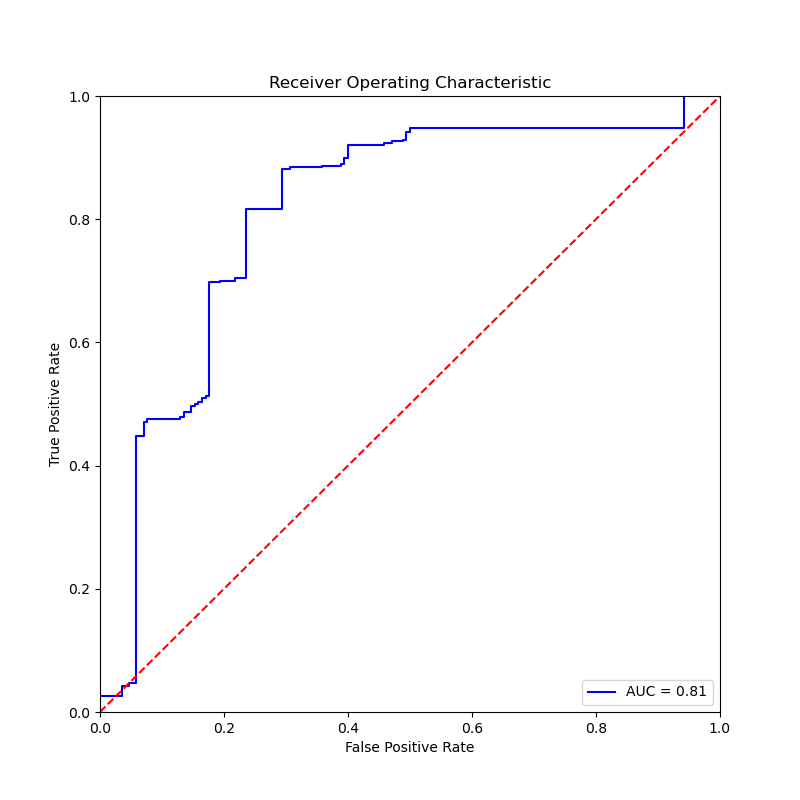 Receiver Operating Characteristic
1.0
0.8
0.6
0.4
0.2
0.0
True Positive Rate
AUC = 0.81
0.0 0.2 0.4 0.6 0.8 1.0
False Positive Rate